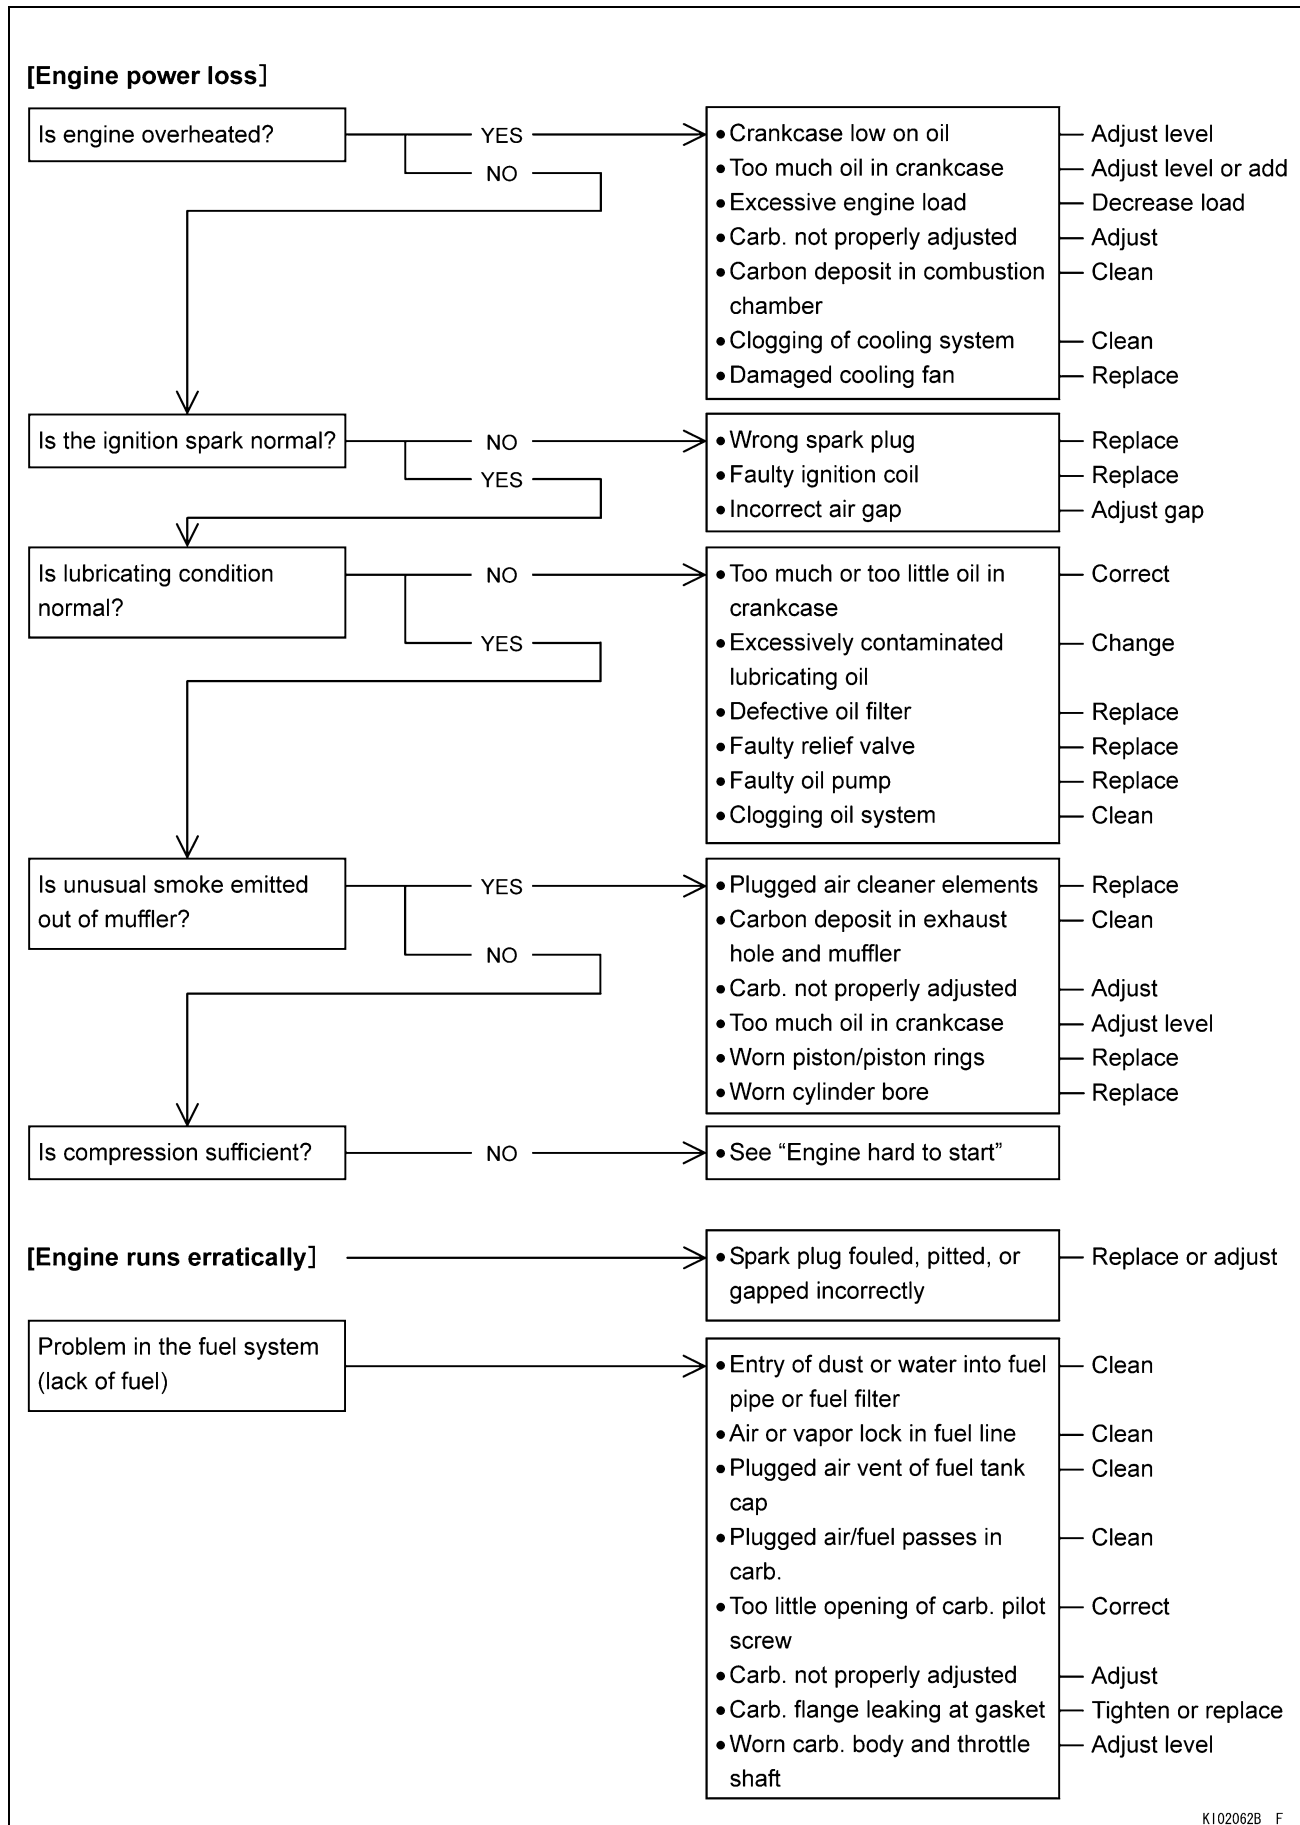 [Engine power loss]
Is engine overheated?
YES
NO
• Crankcase low on oil
Adjust level
• Too much oil in crankcase
Adjust level or add
• Excessive engine load
Decrease load
• Carb. not properly adjusted
Adjust
• Carbon deposit in combustion
Clean
chamber
• Clogging of cooling system
Clean
• Damaged cooling fan
Replace
Is the ignition spark normal?
NO
YES
• Wrong spark plug
Replace
• Faulty ignition coil
Replace
• Incorrect air gap
Adjust gap
Is lubricating condition
normal?
NO
YES
• Too much or too little oil in
Correct
crankcase
• Excessively contaminated
Change
lubricating oil
• Defective oil filter
Replace
• Faulty relief valve
Replace
• Faulty oil pump
Replace
• Clogging oil system
Clean
Is unusual smoke emitted
out of muffler?
YES
NO
• Plugged air cleaner elements
Replace
• Carbon deposit in exhaust
Clean
hole and muffler
• Carb. not properly adjusted
Adjust
• Too much oil in crankcase
Adjust level
• Worn piston/piston rings
Replace
• Worn cylinder bore
Replace
Is compression sufficient?
NO
• See “Engine hard to start”
[Engine runs erratically]
• Spark plug fouled, pitted, or
Replace or adjust
gapped incorrectly
Problem in the fuel system
(lack of fuel)
• Entry of dust or water into fuel
Clean
pipe or fuel filter
• Air or vapor lock in fuel line
Clean
• Plugged air vent of fuel tank
Clean
cap
• Plugged air/fuel passes in
Clean
carb.
• Too little opening of carb. pilot
Correct
screw
• Carb. not properly adjusted
Adjust
• Carb. flange leaking at gasket
Tighten or replace
• Worn carb. body and throttle
Adjust level
shaft
KI02062B F